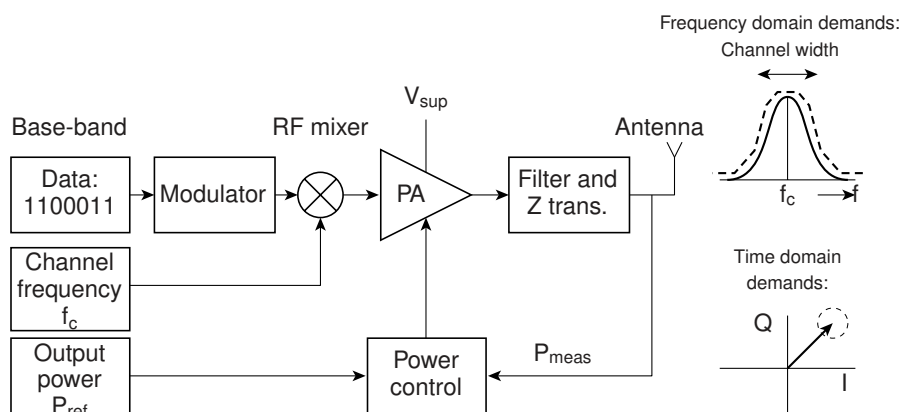 Frequency domain demands:
Channel width
V_sup
Base-band
RF mixer
Antenna
Data:
1100011
Modulator
PA
Filter and
Z trans.
f_c
f
Channel
frequency
f_c
Time domain
demands:
Q
I
Output
power
P_ref
Power
control
P_meas